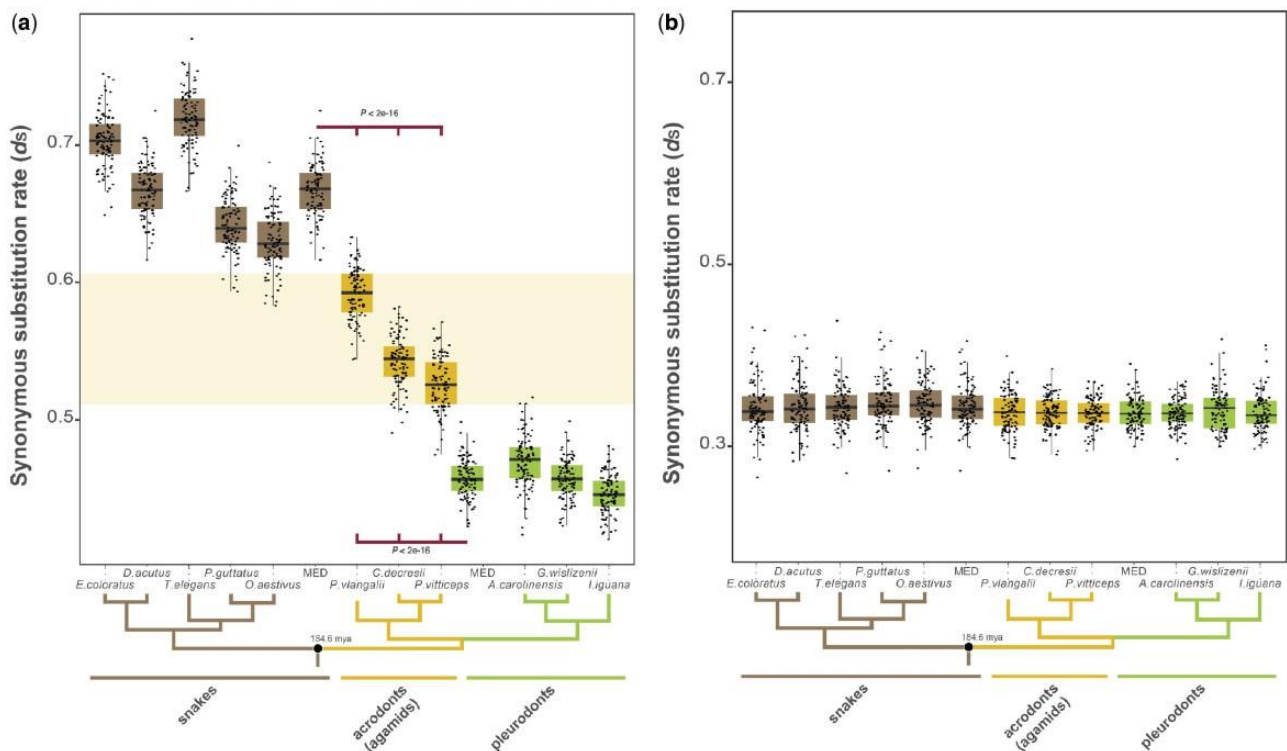 (a)
Synonymous substitution rate (ds)
0.7
0.6
0.5
P < 2e-16
P < 2e-16
D.acutus P.guttatus MED C.decresii MED G.wislizenii
E.coloratus T.elegans O.aestivus P.vlangalii P.vitticeps A.carolinensis I.iguana
184.6 mya
snakes
acrodonts
(agamids)
pleurodonts
(b)
Synonymous substitution rate (ds)
0.7
0.5
0.3
D.acutus P.guttatus MED C.decresii MED G.wislizenii
E.coloratus T.elegans O.aestivus P.vlangalii P.vitticeps A.carolinensis I.iguana
184.6 mya
snakes
acrodonts
(agamids)
pleurodonts